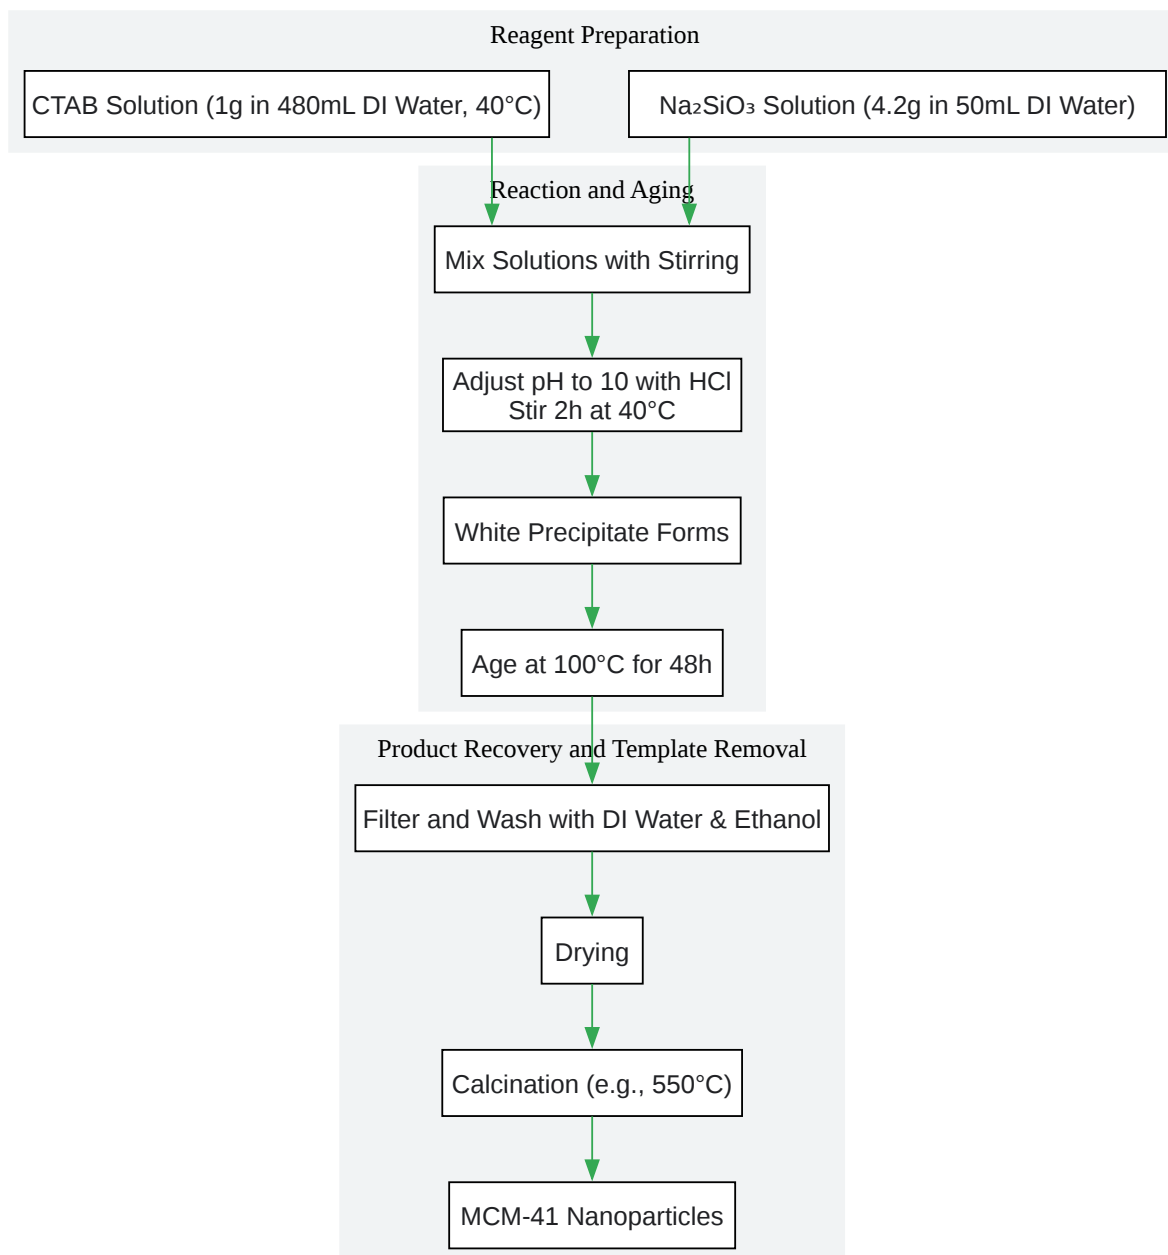 Reagent Preparation
CTAB Solution (1g in 480mL DI Water, 40°C)
Na₂SiO₃ Solution (4.2g in 50mL DI Water)
Reaction and Aging
Mix Solutions with Stirring
Adjust pH to 10 with HCl
Stir 2h at 40°C
White Precipitate Forms
Age at 100°C for 48h
Product Recovery and Template Removal
Filter and Wash with DI Water & Ethanol
Drying
Calcination (e.g., 550°C)
MCM-41 Nanoparticles